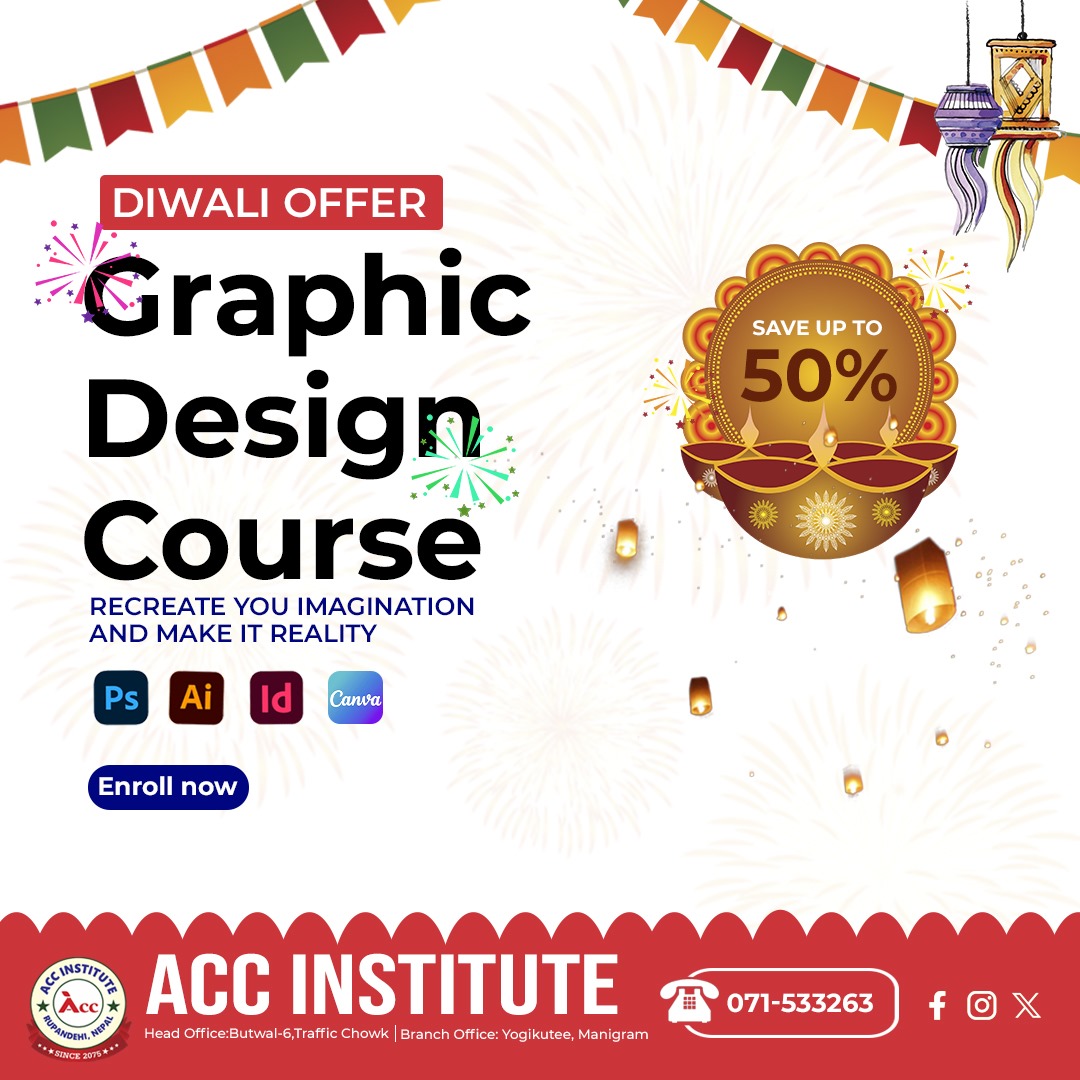 DIWALI OFFER
Graphic
Design
Course
RECREATE YOU IMAGINATION
AND MAKE IT REALITY
Ps Ai Id Canva
Enroll now
SAVE UP TO
50%
ACC INSTITUTE
Acc
RUPANDEHI, NEPAL
SINCE 2075
ACC INSTITUTE
Head Office:Butwal-6,Traffic Chowk | Branch Office: Yogikutee, Manigram
071-533263